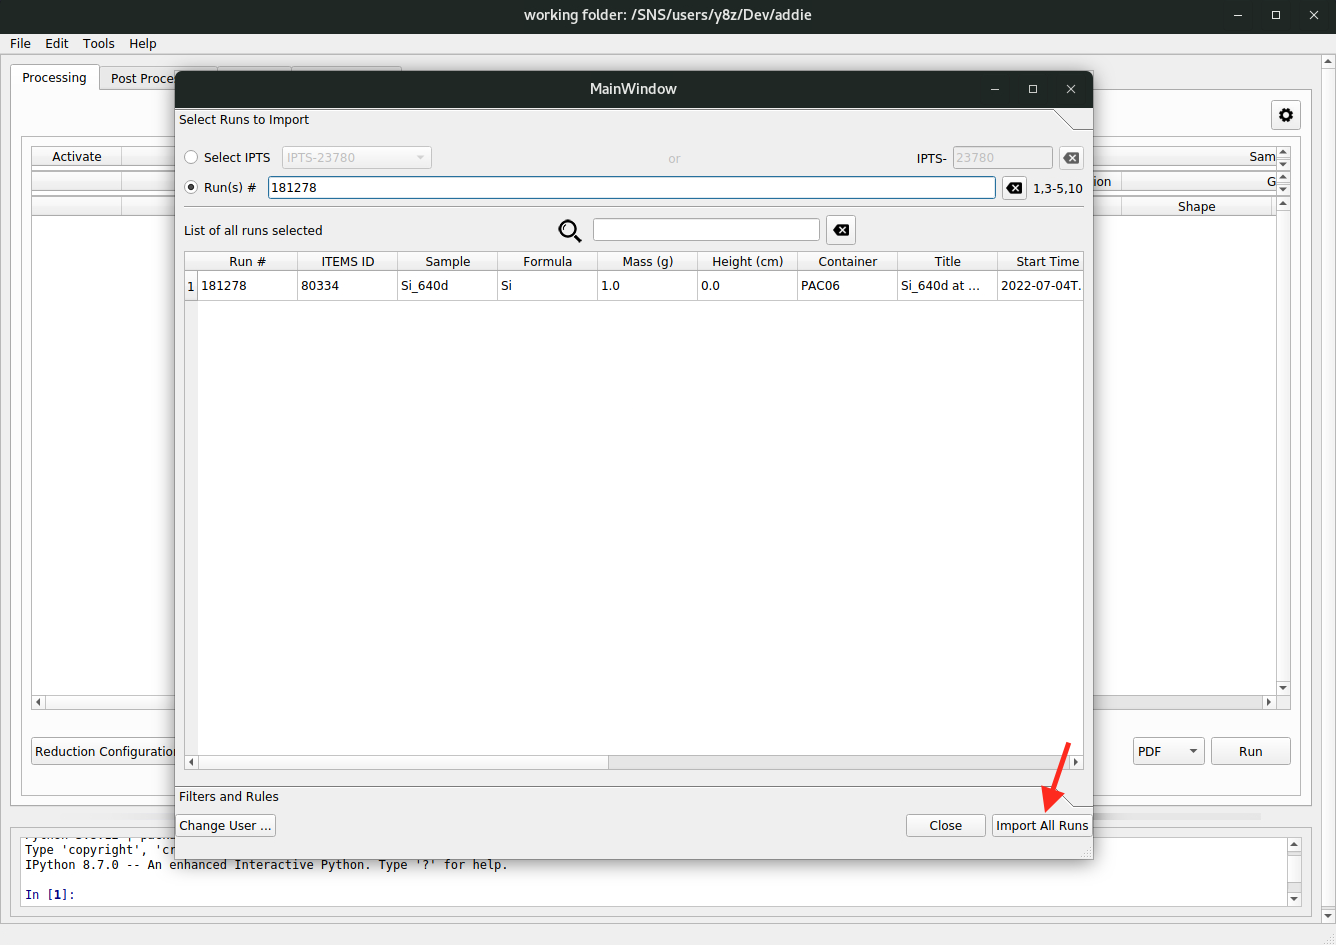 working folder: /SNS/users/y8z/Dev/addie
File Edit Tools Help
Processing Post Proce
MainWindow
Select Runs to Import
Activate
Sam
Select IPTS IPTS-23780 or IPTS- 23780
ion G
Run(s) # 181278 1,3-5,10
Shape
List of all runs selected
Run # ITEMS ID Sample Formula Mass (g) Height (cm) Container Title Start Time
1 181278 80334 Si_640d Si 1.0 0.0 PAC06 Si_640d at ... 2022-07-04T.
Reduction Configuration PDF Run
Filters and Rules
Change User ... Close Import All Runs
Type 'copyright', 'cr
IPython 8.7.0 -- An enhanced Interactive Python. Type '?' for help.
In [1]: